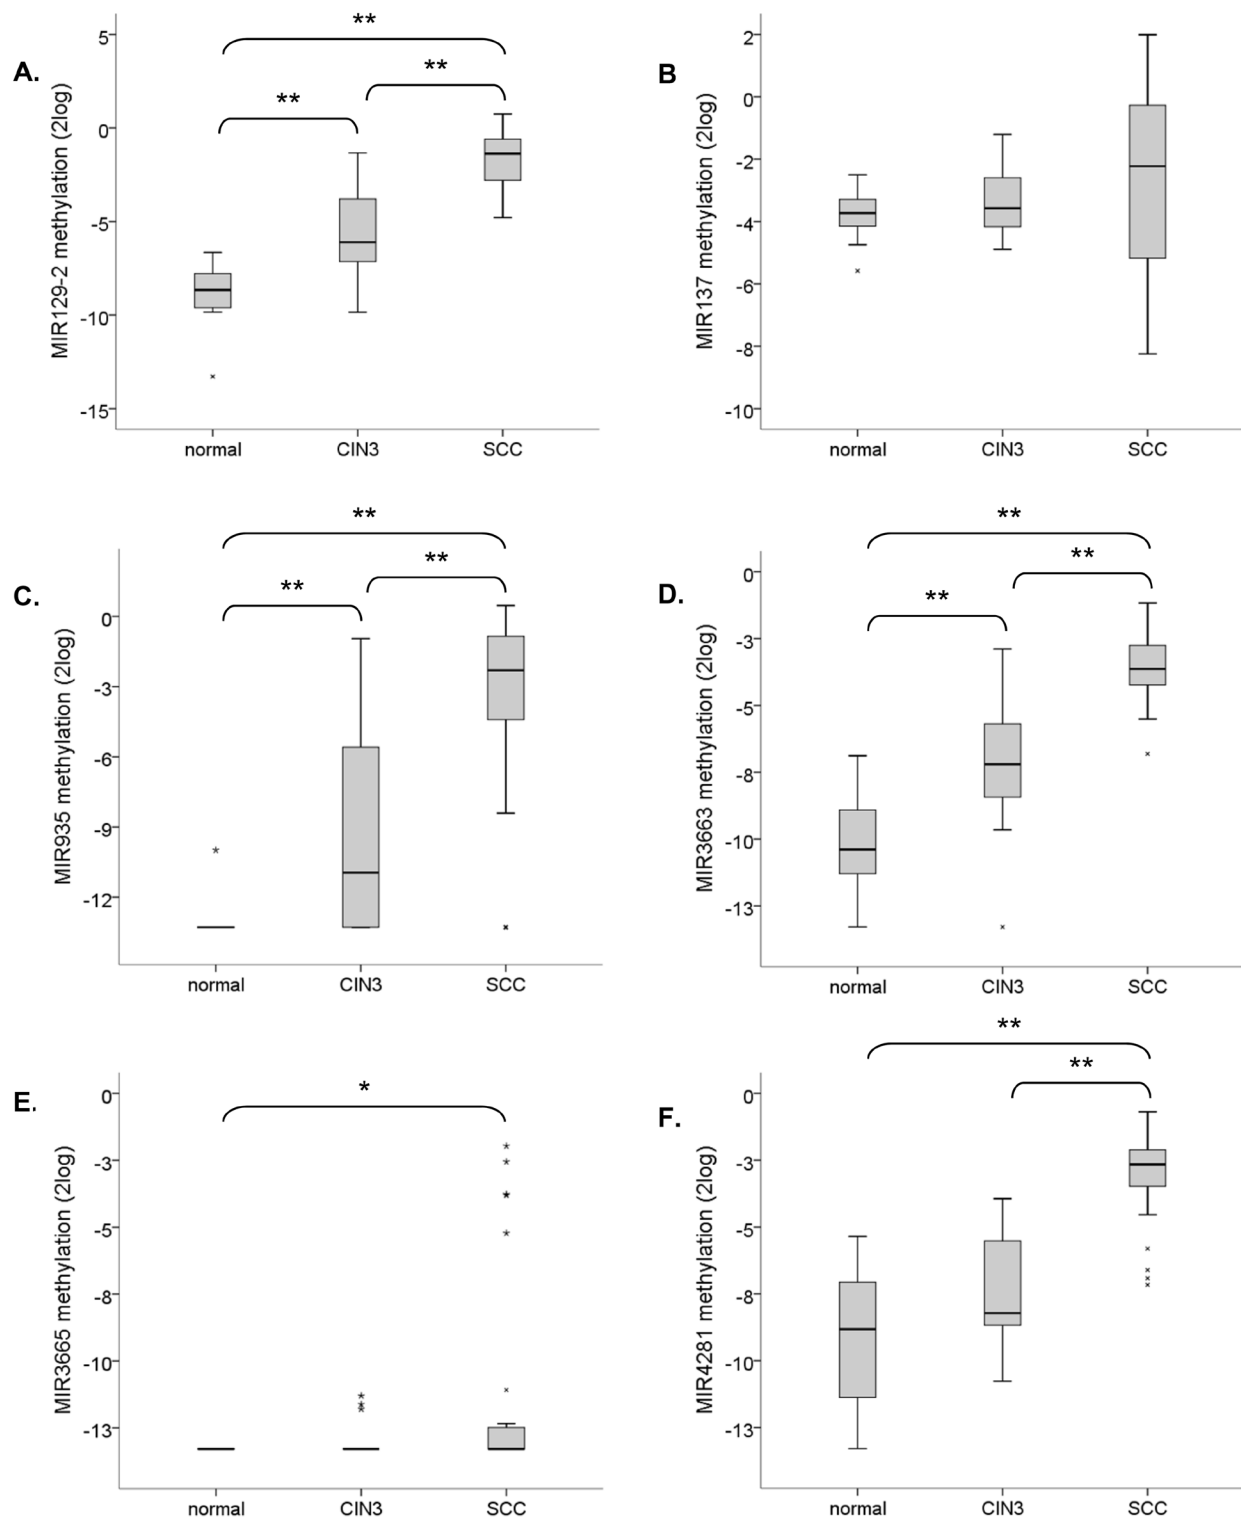 A.
MIR129-2 methylation (2log)
5
0
-5
-10
-15
**
**
**
normal CIN3 SCC
B
MIR137 methylation (2log)
2
0
-2
-4
-6
-8
-10
normal CIN3 SCC
C.
MIR935 methylation (2log)
0
-3
-6
-9
-12
**
**
**
normal CIN3 SCC
D.
MIR3663 methylation (2log)
0
-3
-5
-8
-10
-13
**
**
**
normal CIN3 SCC
E.
MIR3665 methylation (2log)
0
-3
-5
-8
-10
-13
*
normal CIN3 SCC
F.
MIR4281 methylation (2log)
0
-3
-5
-8
-10
-13
**
**
normal CIN3 SCC